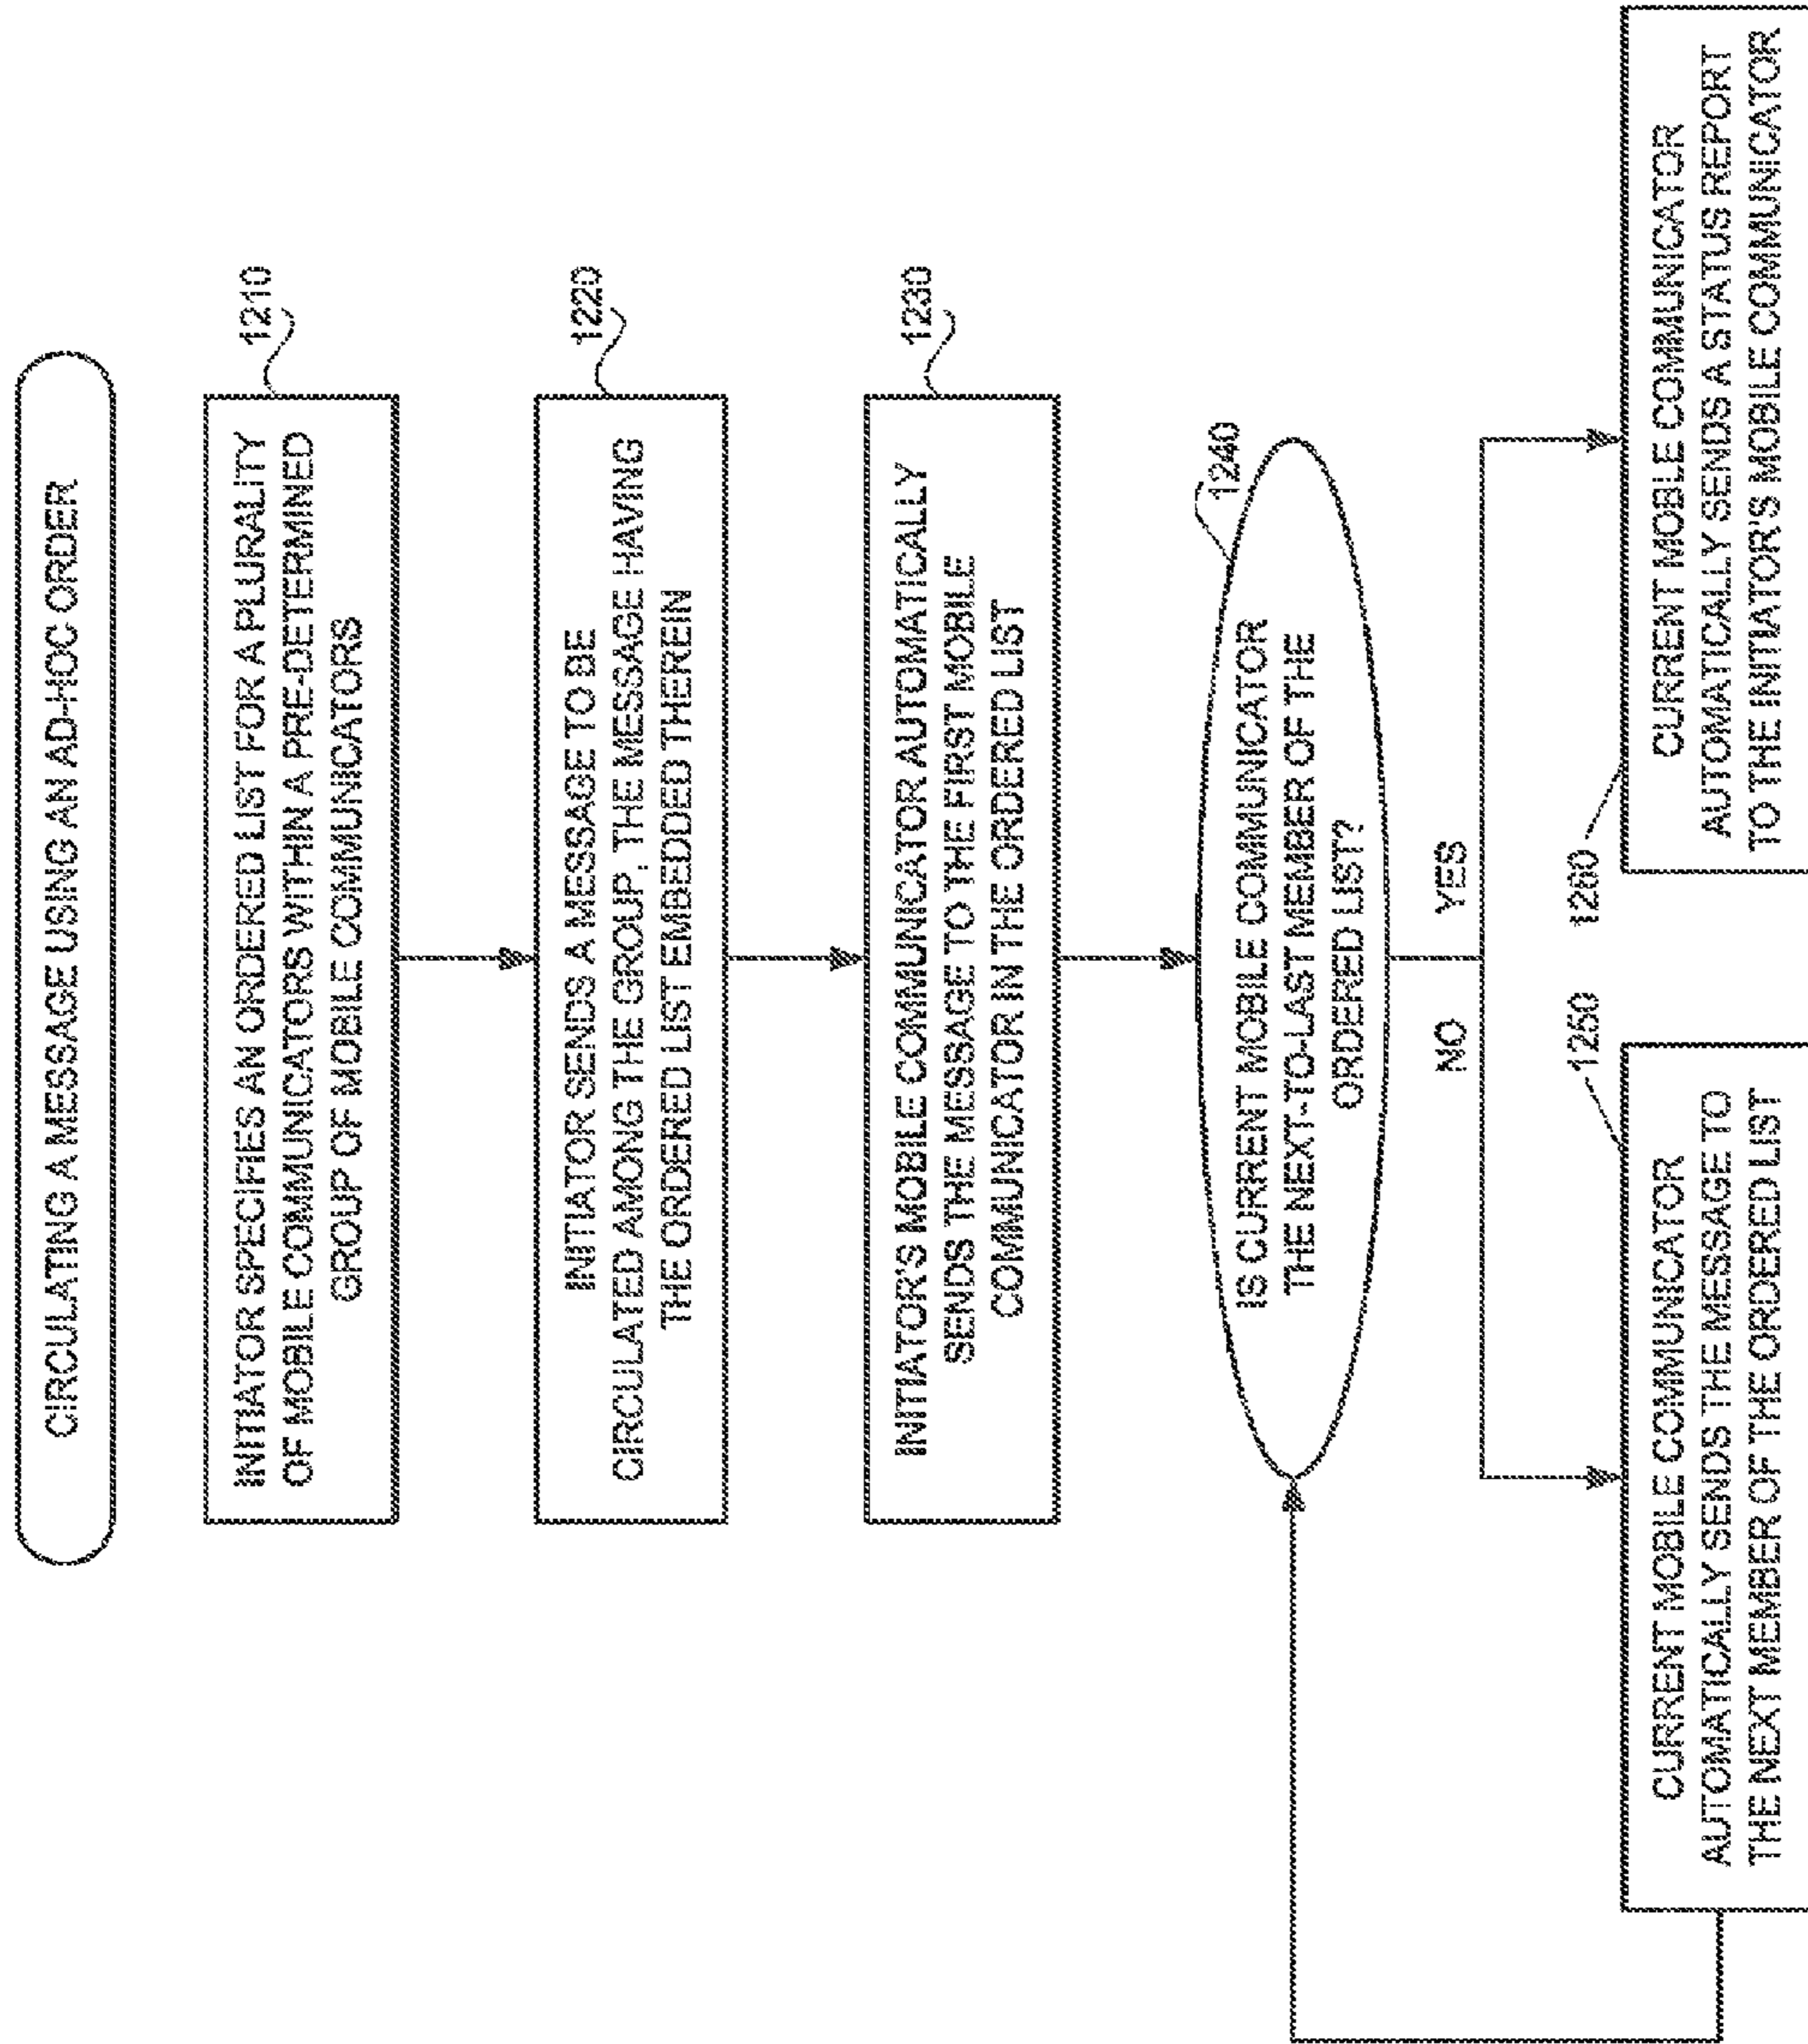 CIRCULATING A MESSAGE USING AN AD-HOC ORDER
1210
INITIATOR SPECIFIES AN ORDERED LIST FOR A PLURALITY
OF MOBILE COMMUNICATORS WITHIN A PRE-DETERMINED
GROUP OF MOBILE COMMUNICATORS
1220
INITIATOR SENDS A MESSAGE TO BE
CIRCULATED AMONG THE GROUP, THE MESSAGE HAVING
THE ORDERED LIST EMBEDDED THEREIN
1230
INITIATOR'S MOBILE COMMUNICATOR AUTOMATICALLY
SENDS THE MESSAGE TO THE FIRST MOBILE
COMMUNICATOR IN THE ORDERED LIST
1240
IS CURRENT MOBILE COMMUNICATOR
THE NEXT-TO-LAST MEMBER OF THE
ORDERED LIST?
NO
YES
1250
CURRENT MOBILE COMMUNICATOR
AUTOMATICALLY SENDS THE MESSAGE TO
THE NEXT MEMBER OF THE ORDERED LIST
1260
CURRENT MOBLE COMMUNICATOR
AUTOMATICALLY SENDS A STATUS REPORT
TO THE INITIATOR'S MOBILE COMMUNICATOR